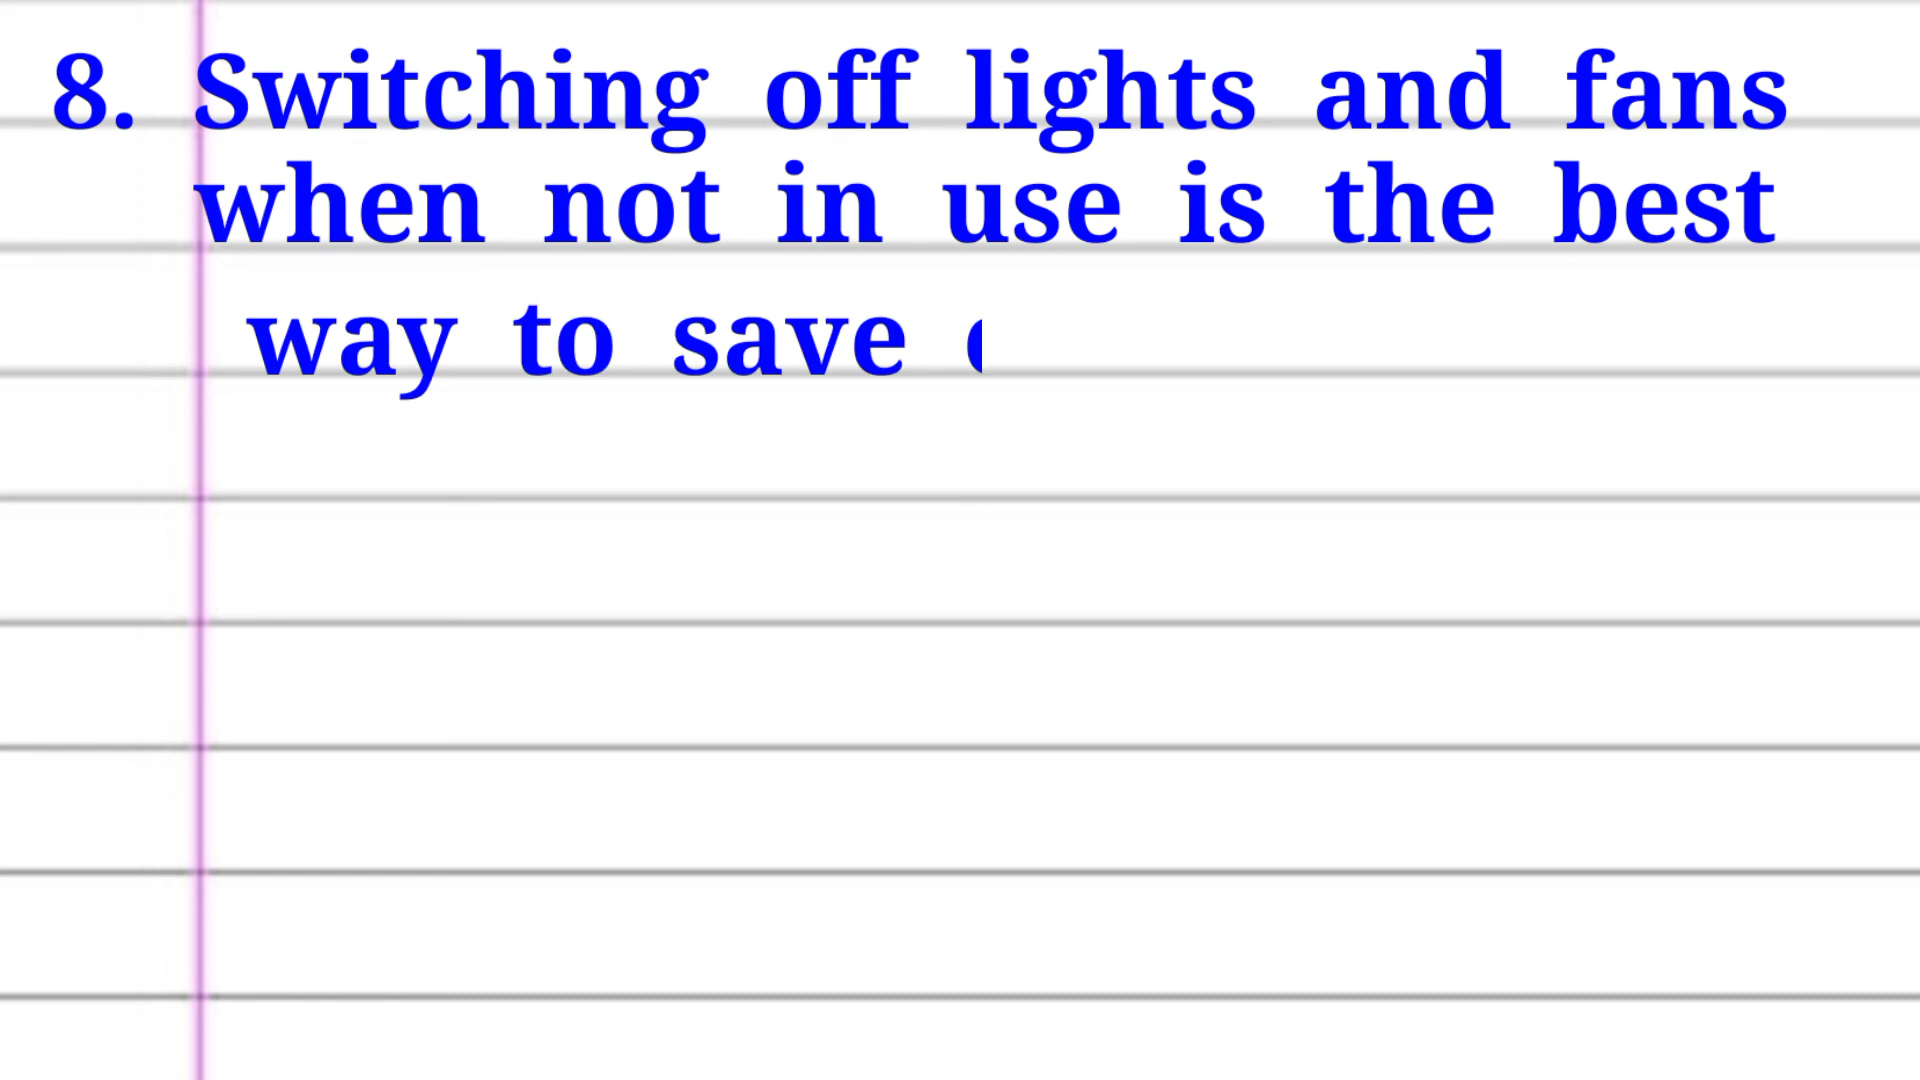 8. Switching off lights and fans
when not in use is the best
way to save